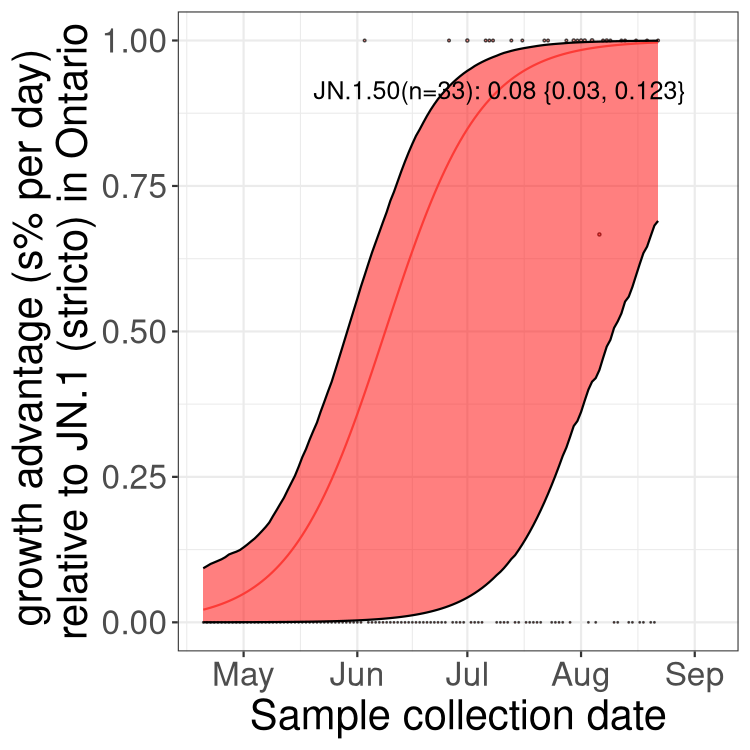 growth advantage (s% per day)
relative to JN.1 (stricto) in Ontario
1.00
0.75
0.50
0.25
0.00
JN.1.50(n=33): 0.08 {0.03, 0.123}
May Jun Jul Aug Sep
Sample collection date